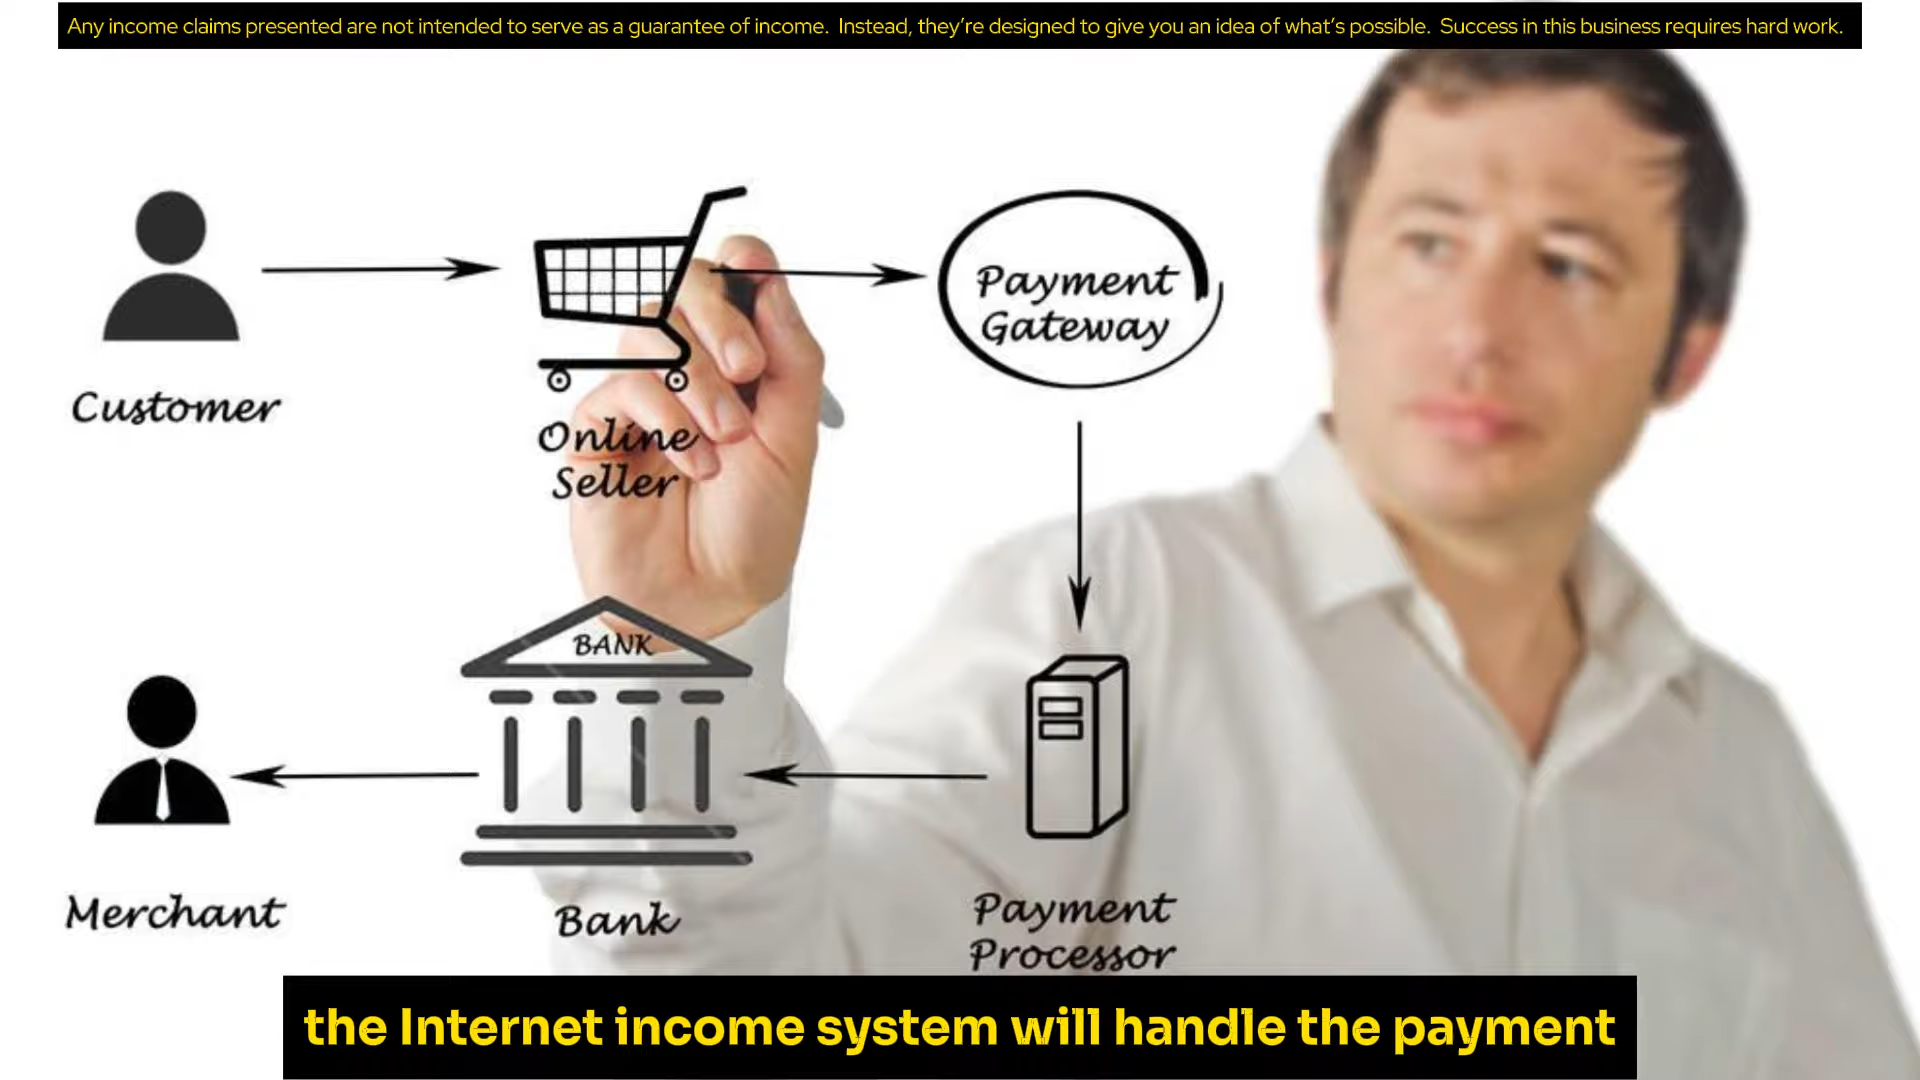 Any income claims presented are not intended to serve as a guarantee of income. Instead, they're designed to give you an idea of what's possible. Success in this business requires hard work.
Customer
Online
Seller
Payment
Gateway
BANK
Merchant
Bank
Payment
Processor
the Internet income system will handle the payment